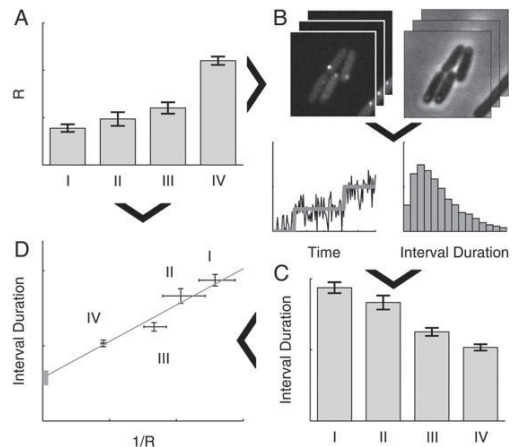 A
R
I II III IV
B
Time
Interval Duration
C
Interval Duration
I II III IV
D
Interval Duration
I
II
III
IV
1/R